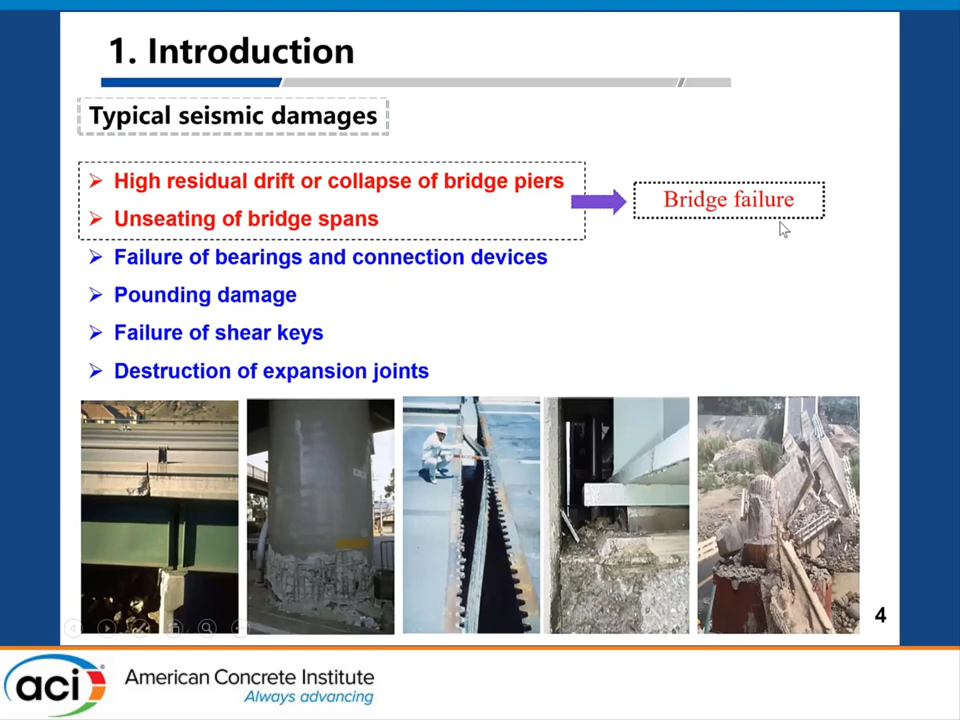 1. Introduction
Typical seismic damages
High residual drift or collapse of bridge piers
Unseating of bridge spans
Bridge failure
Failure of bearings and connection devices
Pounding damage
Failure of shear keys
Destruction of expansion joints
4
aci
American Concrete Institute
Always advancing